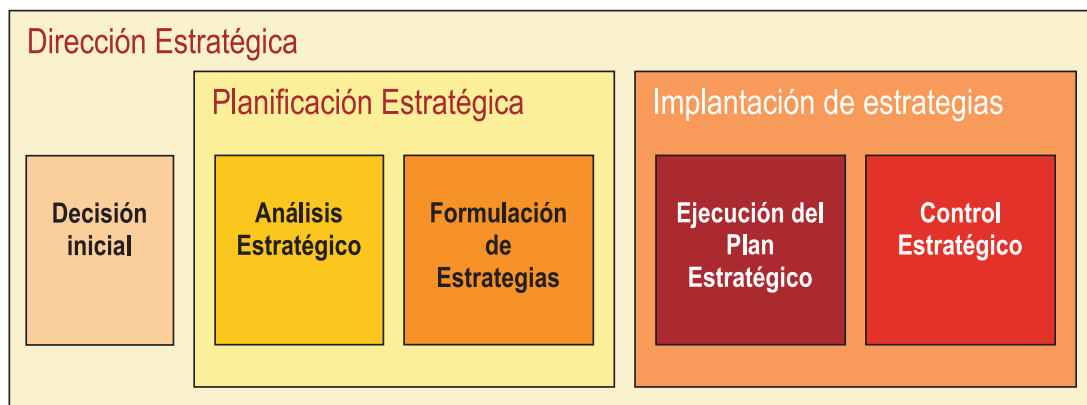 Dirección Estratégica
Planificación Estratégica
Implantación de estrategias
Decisión
inicial
Análisis
Estratégico
Formulación
de
Estrategias
Ejecución del
Plan
Estratégico
Control
Estratégico